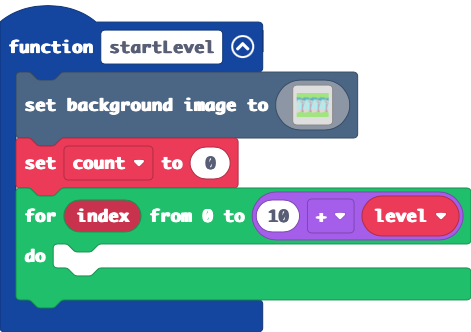 function startLevel
set background image to
set count to 0
for index from 0 to 10 + level
do